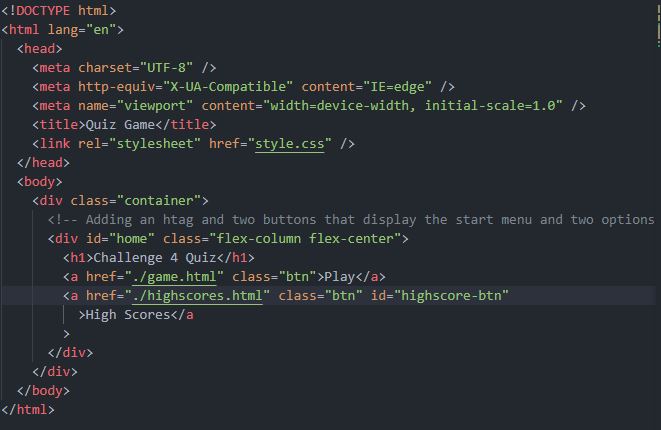 <!DOCTYPE html>
<html lang="en">
  <head>
    <meta charset="UTF-8" />
    <meta http-equiv="X-UA-Compatible" content="IE=edge" />
    <meta name="viewport" content="width=device-width, initial-scale=1.0" />
    <title>Quiz Game</title>
    <link rel="stylesheet" href="style.css" />
  </head>
  <body>
    <div class="container">
      <!-- Adding an htag and two buttons that display the start menu and two options
      <div id="home" class="flex-column flex-center">
        <h1>Challenge 4 Quiz</h1>
        <a href="./game.html" class="btn">Play</a>
        <a href="./highscores.html" class="btn" id="highscore-btn"
          >High Scores</a
        >
      </div>
    </div>
  </body>
</html>